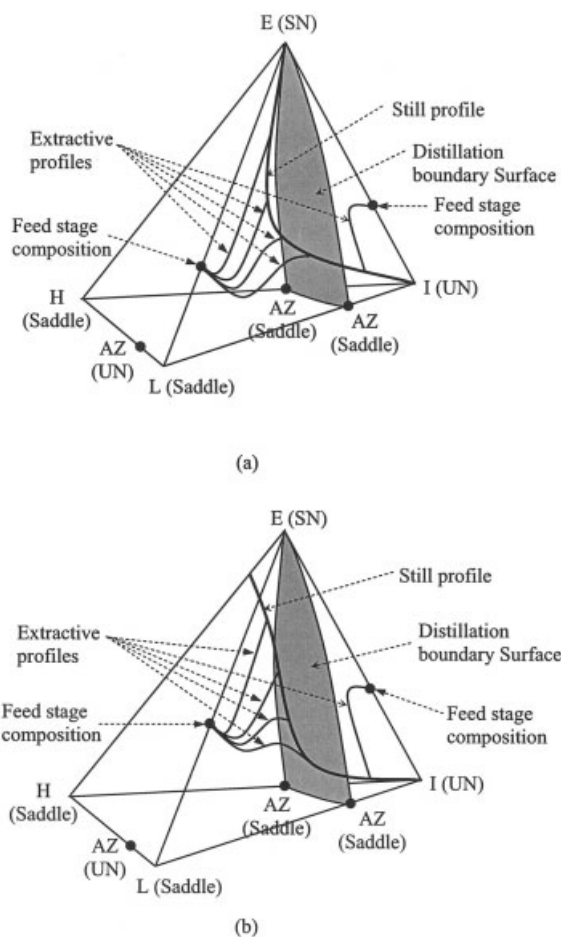 E (SN)
Still profile
Extractive
profiles
Distillation
boundary Surface
Feed stage
composition
Feed stage
composition
H
(Saddle)
I (UN)
AZ
(Saddle)
AZ
(Saddle)
AZ
(UN)
L (Saddle)
(a)
E (SN)
Still profile
Extractive
profiles
Distillation
boundary Surface
Feed stage
composition
Feed stage
composition
H
(Saddle)
I (UN)
AZ
(Saddle)
AZ
(Saddle)
AZ
(UN)
L (Saddle)
(b)